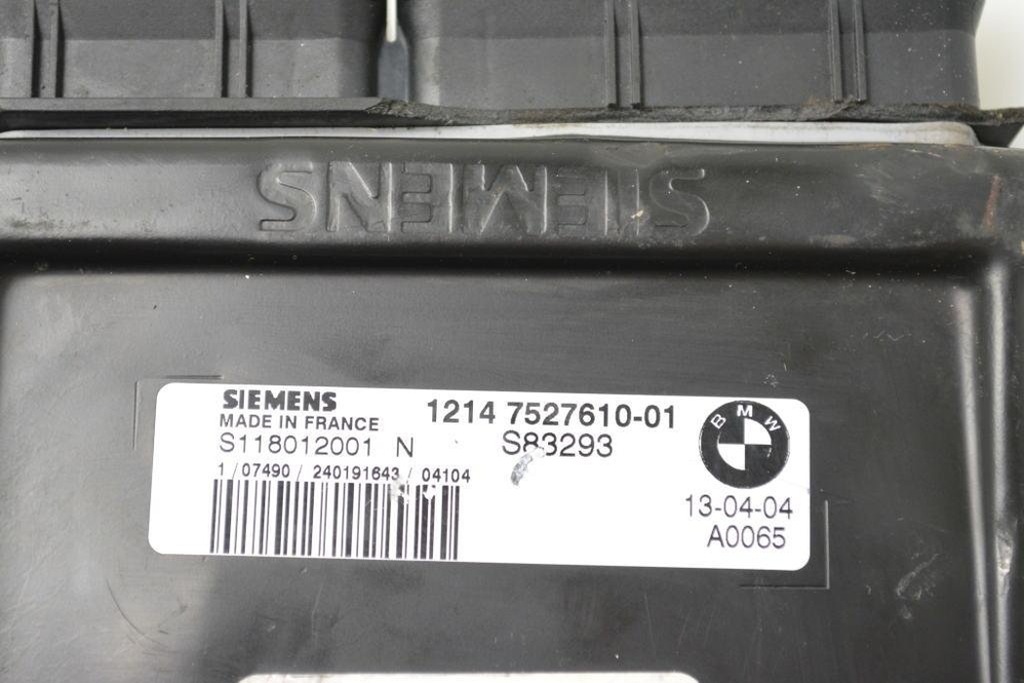 SIEMENS
SIEMENS
MADE IN FRANCE
S118012001 N
1 / 07490 / 240191643 / 04104
1214 7527610-01
S83293
BMW
13-04-04
A0065